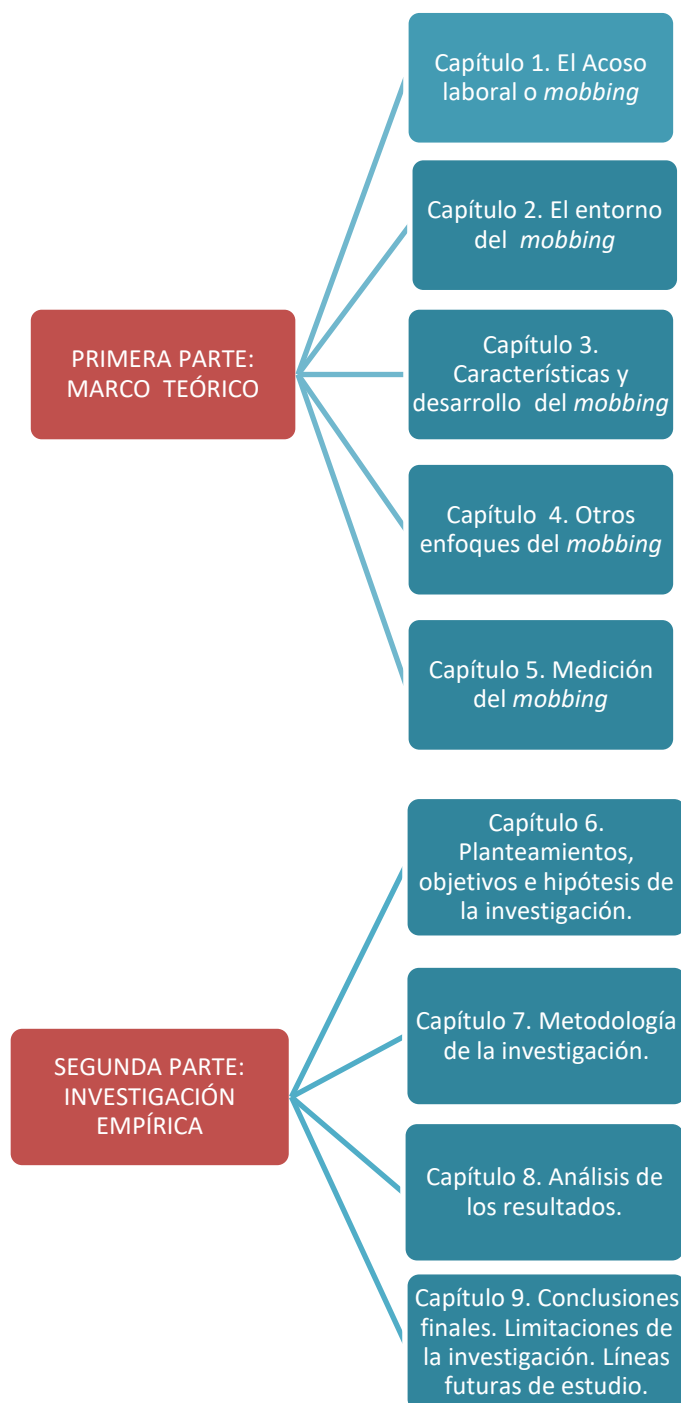 PRIMERA PARTE:
MARCO TEÓRICO
Capítulo 1. El Acoso
laboral o mobbing
Capítulo 2. El entorno
del mobbing
Capítulo 3.
Características y
desarrollo del mobbing
Capítulo 4. Otros
enfoques del mobbing
Capítulo 5. Medición
del mobbing
SEGUNDA PARTE:
INVESTIGACIÓN
EMPÍRICA
Capítulo 6.
Planteamientos,
objetivos e hipótesis de
la investigación.
Capítulo 7. Metodología
de la investigación.
Capítulo 8. Análisis de
los resultados.
Capítulo 9. Conclusiones
finales. Limitaciones de
la investigación. Líneas
futuras de estudio.